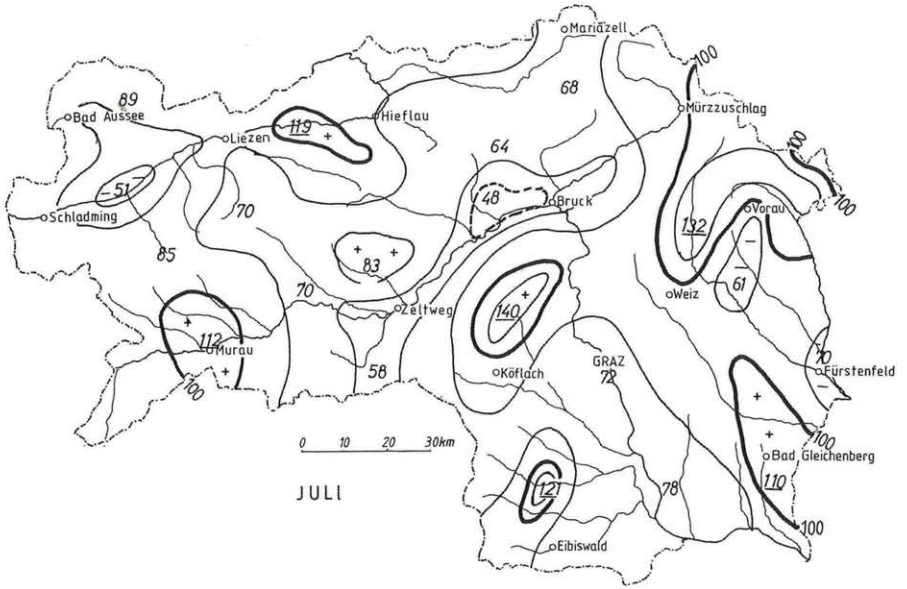 Mariazell
100
68
89
Bad Aussee
119
+
Hieflau
Mürzzuschlag
Liezen
64
100
51
48
Bruck
100
Schladming
70
132
Vorau
85
+ +
83
61
70
Zeltweg
Weiz
+
140
+
112
Murau
+
100
58
Köflach
GRAZ
72
70
Fürstenfeld
+
0 10 20 30km
+
100
Bad Gleichenberg
JULI
121
78
110
100
Eibiswald